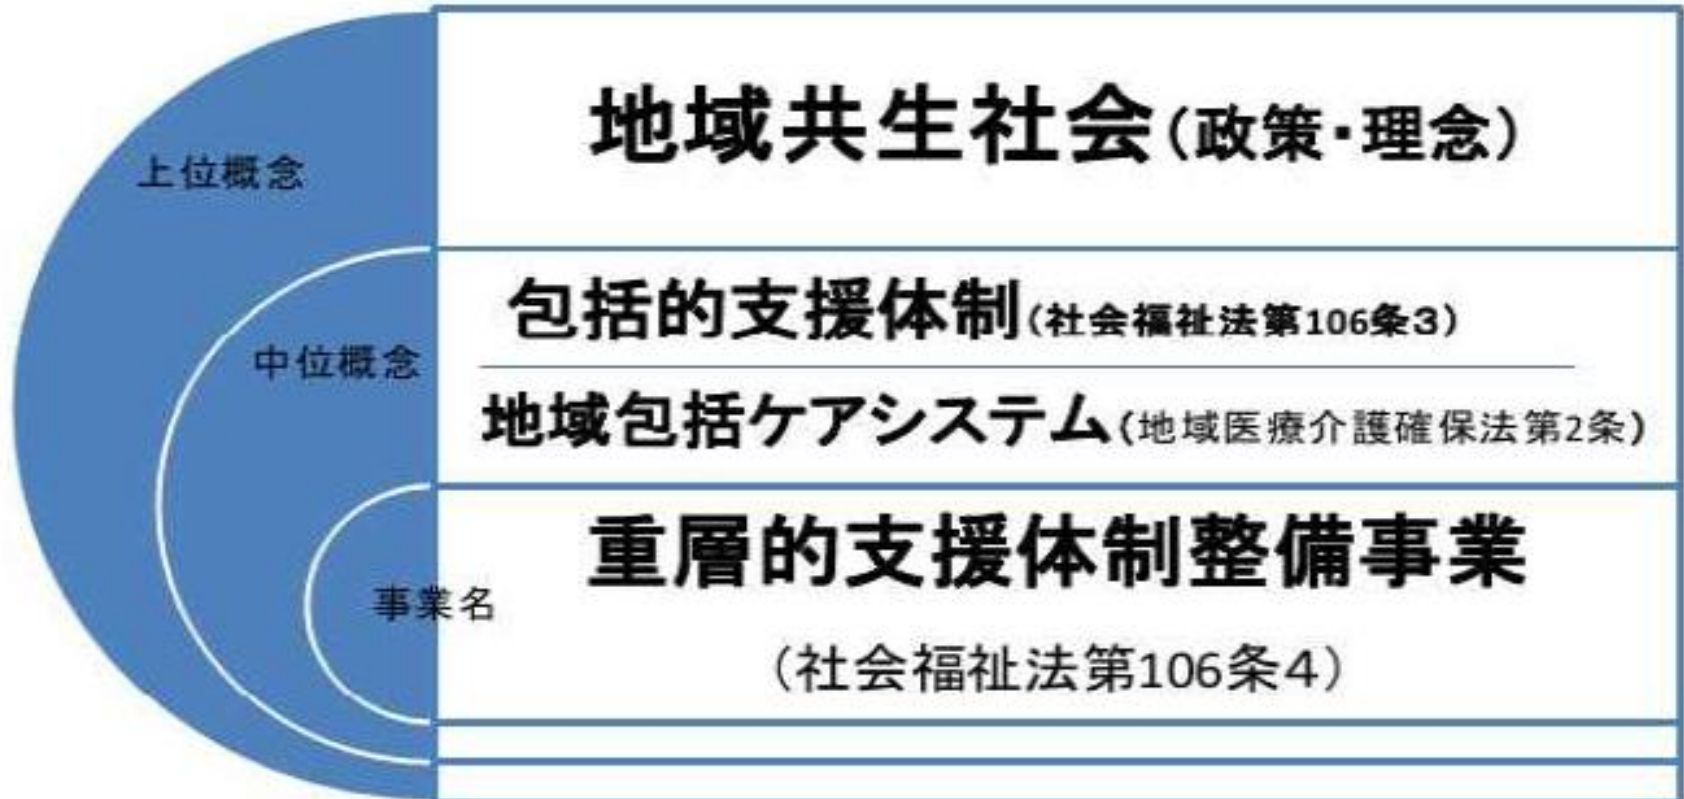 上位概念
地域共生社会(政策・理念)
中位概念
包括的支援体制(社会福祉法第106条3)
地域包括ケアシステム(地域医療介護確保法第2条)
事業名
重層的支援体制整備事業
(社会福祉法第106条4)